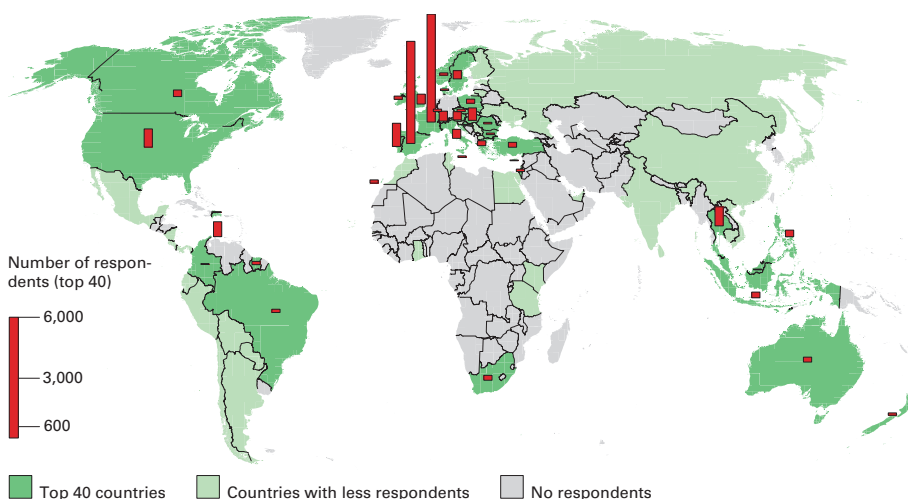 Number of respon-
dents (top 40)
6,000
3,000
600
Top 40 countries
Countries with less respondents
No respondents